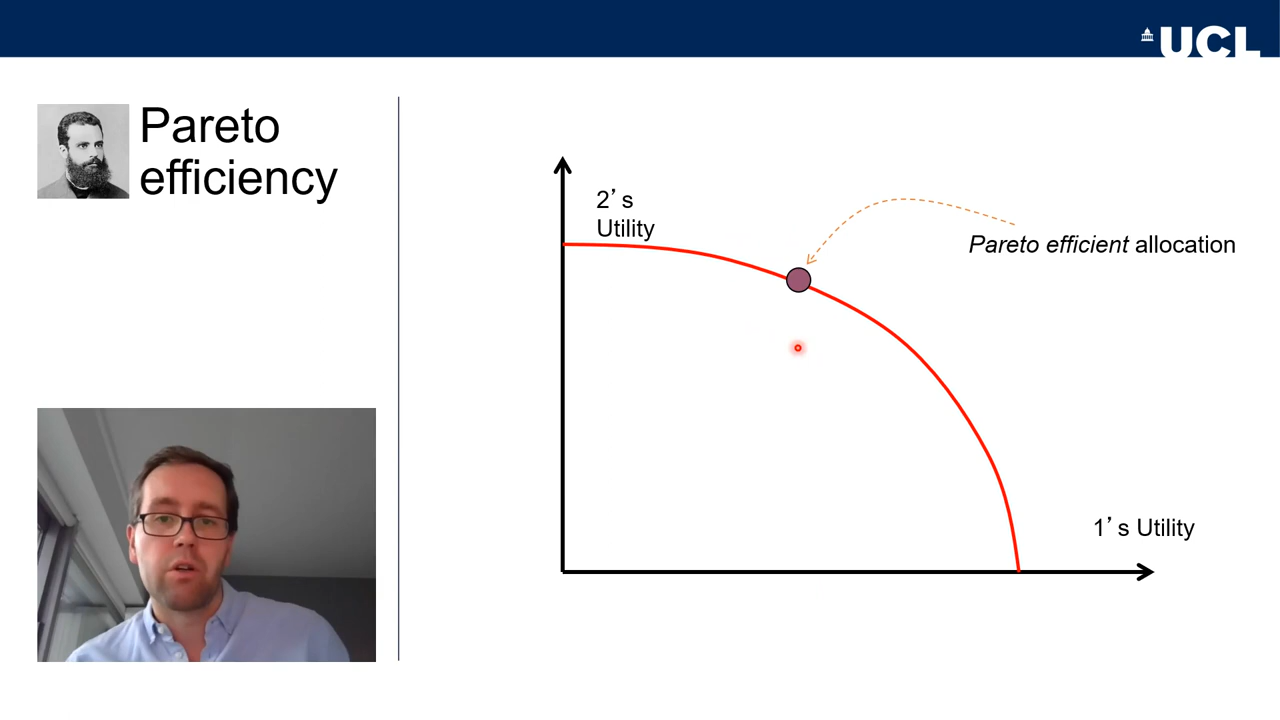 UCL
Pareto
efficiency
2’s
Utility
Pareto efficient allocation
1’s Utility